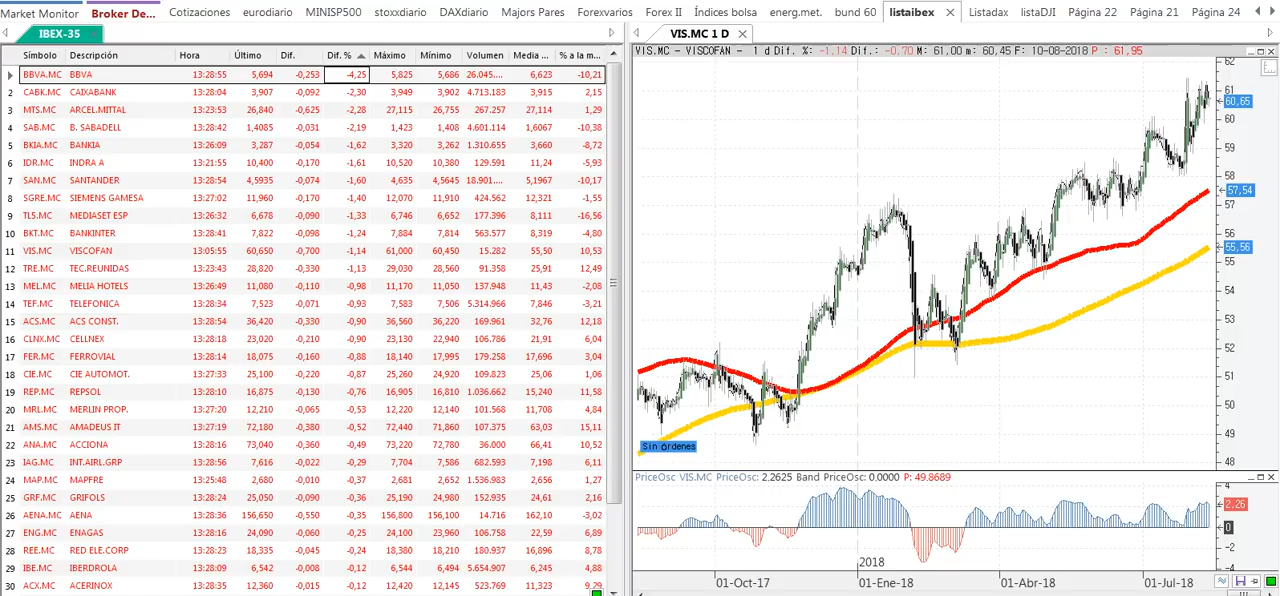 Market Monitor Broker De... Cotizaciones eurodiario MINISP500 stoxxdiario DAXdiario Majors Pares Forexvarios Forex II Índices bolsa energ.met. bund 60 listaibex Listadax listaDJI Página 22 Página 21 Página 24
IBEX-35
Símbolo Descripción Hora Último Dif. Dif. % Máximo Mínimo Volumen Media ... % a la m...
BBVA.MC BBVA 13:28:55 5,694 -0,253 -4,25 5,825 5,686 26.045.... 6,623 -10,21
2 CABK.MC CAIXABANK 13:28:04 3,907 -0,092 -2,30 3,949 3,902 4.713.183 3,915 2,15
3 MTS.MC ARCEL.MITTAL 13:23:53 26,840 -0,625 -2,28 27,115 26,755 267.257 27,114 1,29
4 SAB.MC B. SABADELL 13:28:42 1,4085 -0,031 -2,19 1,423 1,408 4.601.114 1,6067 -10,38
5 BKIA.MC BANKIA 13:26:09 3,287 -0,054 -1,62 3,320 3,262 1.310.655 3,660 -8,72
6 IDR.MC INDRA A 13:21:55 10,400 -0,170 -1,61 10,520 10,380 129.591 11,24 -5,93
7 SAN.MC SANTANDER 13:28:54 4,5935 -0,074 -1,60 4,635 4,5645 18.901.... 5,1967 -10,17
8 SGRE.MC SIEMENS GAMESA 13:27:02 11,960 -0,170 -1,40 12,070 11,910 424.562 12,321 -1,55
9 TL5.MC MEDIASET ESP 13:26:32 6,678 -0,090 -1,33 6,746 6,652 177.396 8,111 -16,56
10 BKT.MC BANKINTER 13:28:41 7,822 -0,098 -1,24 7,884 7,814 563.577 8,319 -4,80
11 VIS.MC VISCOFAN 13:05:55 60,650 -0,700 -1,14 61,000 60,450 15.282 55,50 10,53
12 TRE.MC TEC.REUNIDAS 13:23:43 28,820 -0,330 -1,13 29,030 28,560 91.358 25,91 12,49
13 MEL.MC MELIA HOTELS 13:26:49 11,080 -0,110 -0,98 11,170 11,050 137.948 11,43 -2,08
14 TEF.MC TELEFONICA 13:28:34 7,523 -0,071 -0,93 7,583 7,506 5.314.966 7,846 -3,21
15 ACS.MC ACS CONST. 13:28:54 36,420 -0,330 -0,90 36,560 36,220 169.961 32,76 12,18
16 CLNX.MC CELLNEX 13:28:18 23,020 -0,210 -0,90 23,130 22,940 106.786 21,91 6,04
17 FER.MC FERROVIAL 13:28:14 18,075 -0,160 -0,88 18,140 17,995 179.258 17,696 3,04
18 CIE.MC CIE AUTOMOT. 13:27:33 25,100 -0,220 -0,87 25,260 24,920 109.823 25,06 1,06
19 REP.MC REPSOL 13:28:10 16,875 -0,130 -0,76 16,905 16,810 1.036.662 15,240 11,58
20 MRL.MC MERLIN PROP. 13:27:20 12,210 -0,065 -0,53 12,220 12,140 101.568 11,708 4,84
21 AMS.MC AMADEUS IT 13:27:19 72,180 -0,380 -0,52 72,440 71,860 107.375 63,03 15,11
22 ANA.MC ACCIONA 13:28:16 73,040 -0,360 -0,49 73,220 72,780 36.000 66,41 10,52
23 IAG.MC INT.AIRL.GRP 13:28:56 7,616 -0,022 -0,29 7,704 7,586 682.593 7,198 6,11
24 MAP.MC MAPFRE 13:25:48 2,680 -0,010 -0,37 2,681 2,652 1.536.983 2,656 1,27
25 GRF.MC GRIFOLS 13:28:24 25,050 -0,090 -0,36 25,190 24,980 152.935 24,61 2,16
26 AENA.MC AENA 13:28:36 156,650 -0,550 -0,35 156,800 156,100 14.716 162,10 -3,02
27 ENG.MC ENAGAS 13:28:16 24,090 -0,060 -0,25 24,100 23,960 106.758 22,59 6,89
28 REE.MC RED ELE.CORP 13:28:23 18,335 -0,045 -0,24 18,380 18,210 180.937 16,896 8,78
29 IBE.MC IBERDROLA 13:28:09 6,542 -0,008 -0,12 6,544 6,494 5.654.907 6,245 4,88
30 ACX.MC ACERINOX 13:28:35 12,360 -0,015 -0,12 12,420 12,145 523.769 11,323 9,29
VIS.MC 1 D
VIS.MC - VISCOFAN - 1 d Dif. %: -1,14 Dif.: -0,70 M: 61,00 m: 60,45 F: 10-08-2018 P : 61,95
62
61
60,65
60
59
58
57,54
57
56
55,56
55
54
53
52
51
50
49
48
Sin órdenes
PriceOsc VIS.MC PriceOsc: 2.2625 Band PriceOsc: 0,0000 P: 49.8689
4
2.26
0
-2
-4
2018
01-Oct-17 01-Ene-18 01-Abr-18 01-Jul-18